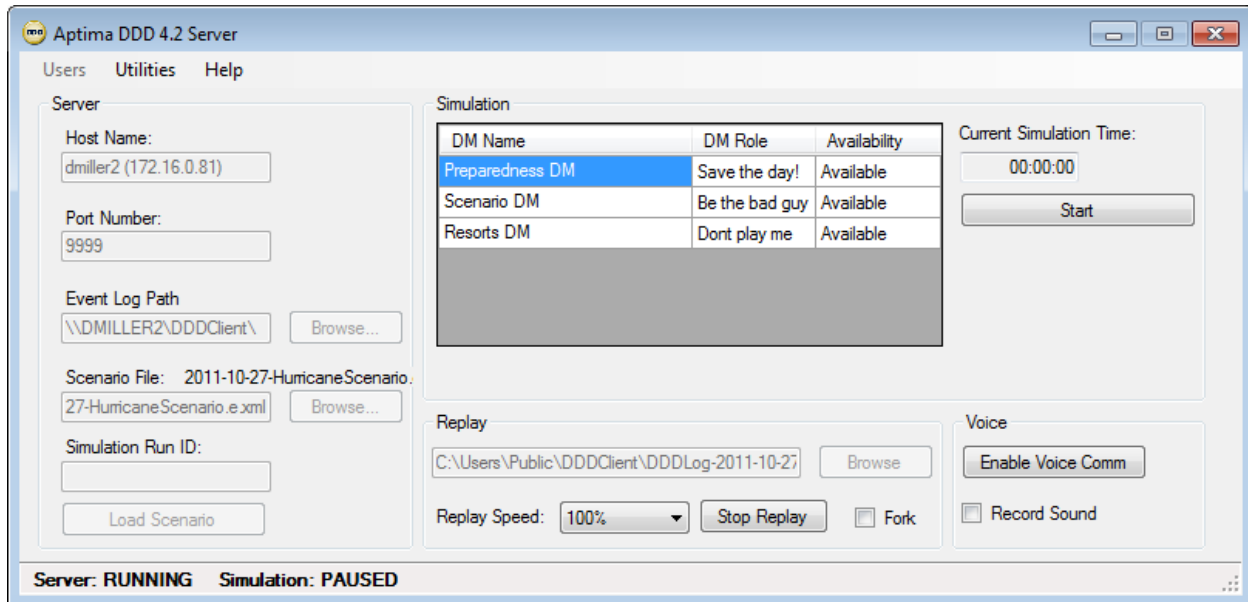 Aptima DDD 4.2 Server
Users Utilities Help
Server
Host Name:
dmiller2 (172.16.0.81)
Port Number:
9999
Event Log Path
\\DMILLER2\DDDClient\
Browse...
Scenario File: 2011-10-27-HurricaneScenario.
27-HurricaneScenario.e.xml
Browse...
Simulation Run ID:
Load Scenario
Simulation
DM Name DM Role Availability
Preparedness DM Save the day! Available
Scenario DM Be the bad guy Available
Resorts DM Dont play me Available
Current Simulation Time:
00:00:00
Start
Replay
C:\Users\Public\DDDClient\DDDLog-2011-10-27
Browse
Replay Speed: 100% Stop Replay Fork
Voice
Enable Voice Comm
Record Sound
Server: RUNNING Simulation: PAUSED